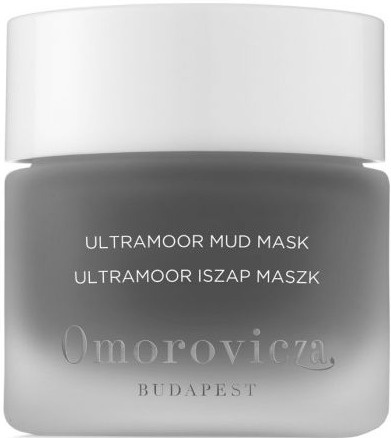 ULTRAMOOR MUD MASK
ULTRAMOOR ISZAP MASZK
Omorovicza
BUDAPEST